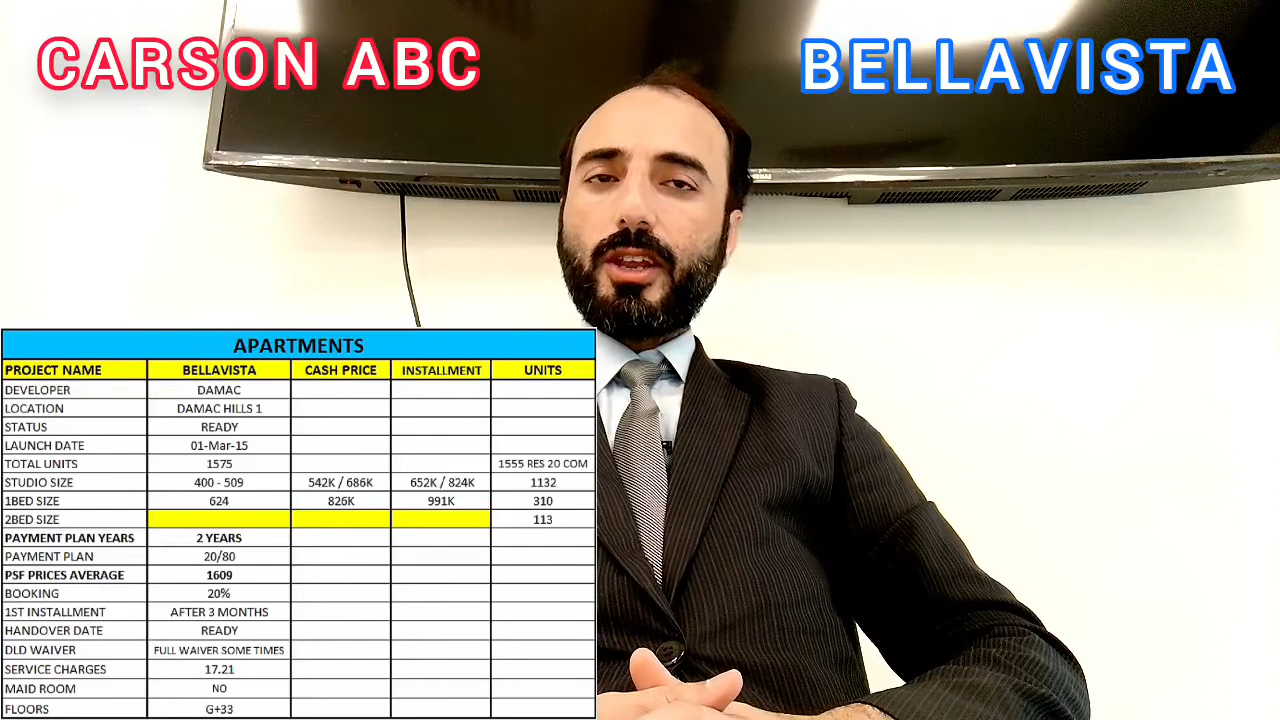 CARSON ABC
BELLAVISTA
APARTMENTS
PROJECT NAME BELLAVISTA CASH PRICE INSTALLMENT UNITS
DEVELOPER DAMAC
LOCATION DAMAC HILLS 1
STATUS READY
LAUNCH DATE 01-Mar-15
TOTAL UNITS 1575 1555 RES 20 COM
STUDIO SIZE 400 - 509 542K / 686K 652K / 824K 1132
1BED SIZE 624 826K 991K 310
2BED SIZE 113
PAYMENT PLAN YEARS 2 YEARS
PAYMENT PLAN 20/80
PSF PRICES AVERAGE 1609
BOOKING 20%
1ST INSTALLMENT AFTER 3 MONTHS
HANDOVER DATE READY
DLD WAIVER FULL WAIVER SOME TIMES
SERVICE CHARGES 17.21
MAID ROOM NO
FLOORS G+33